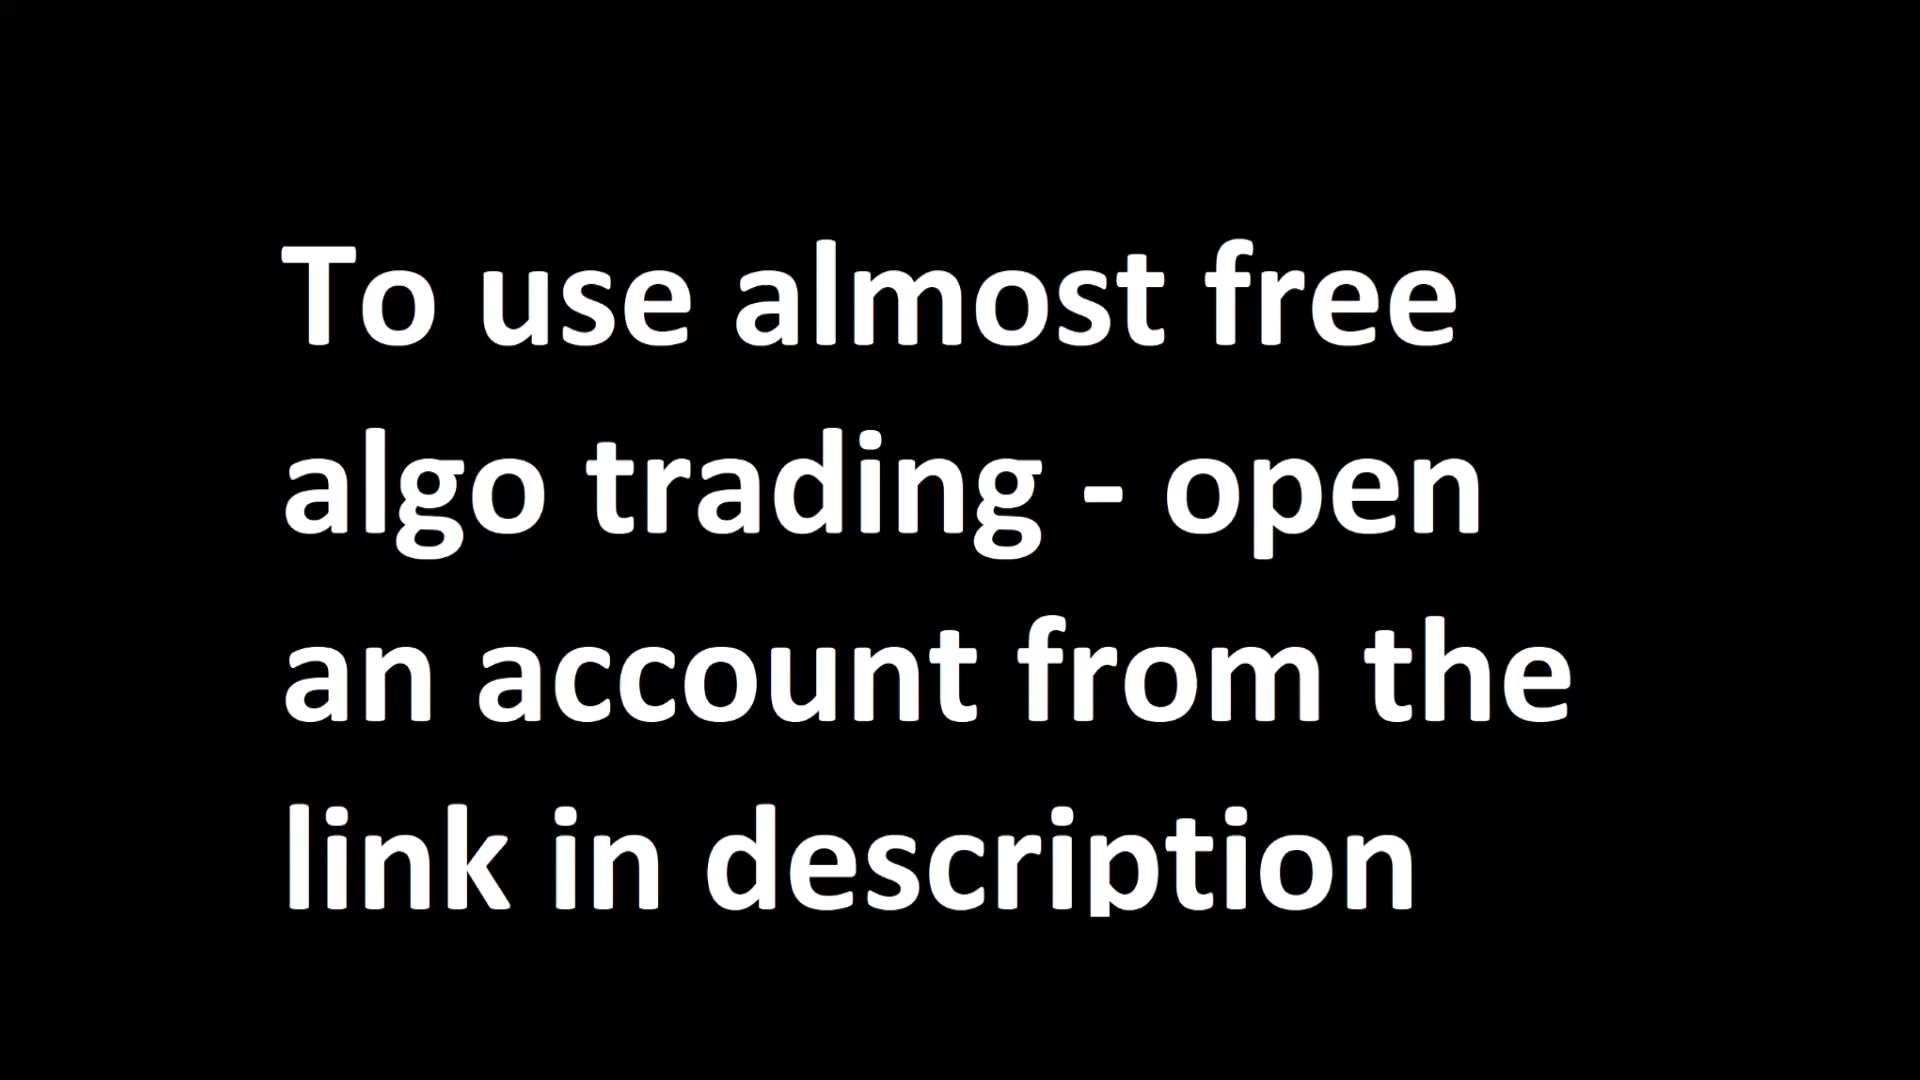 To use almost free
algo trading - open
an account from the
link in description